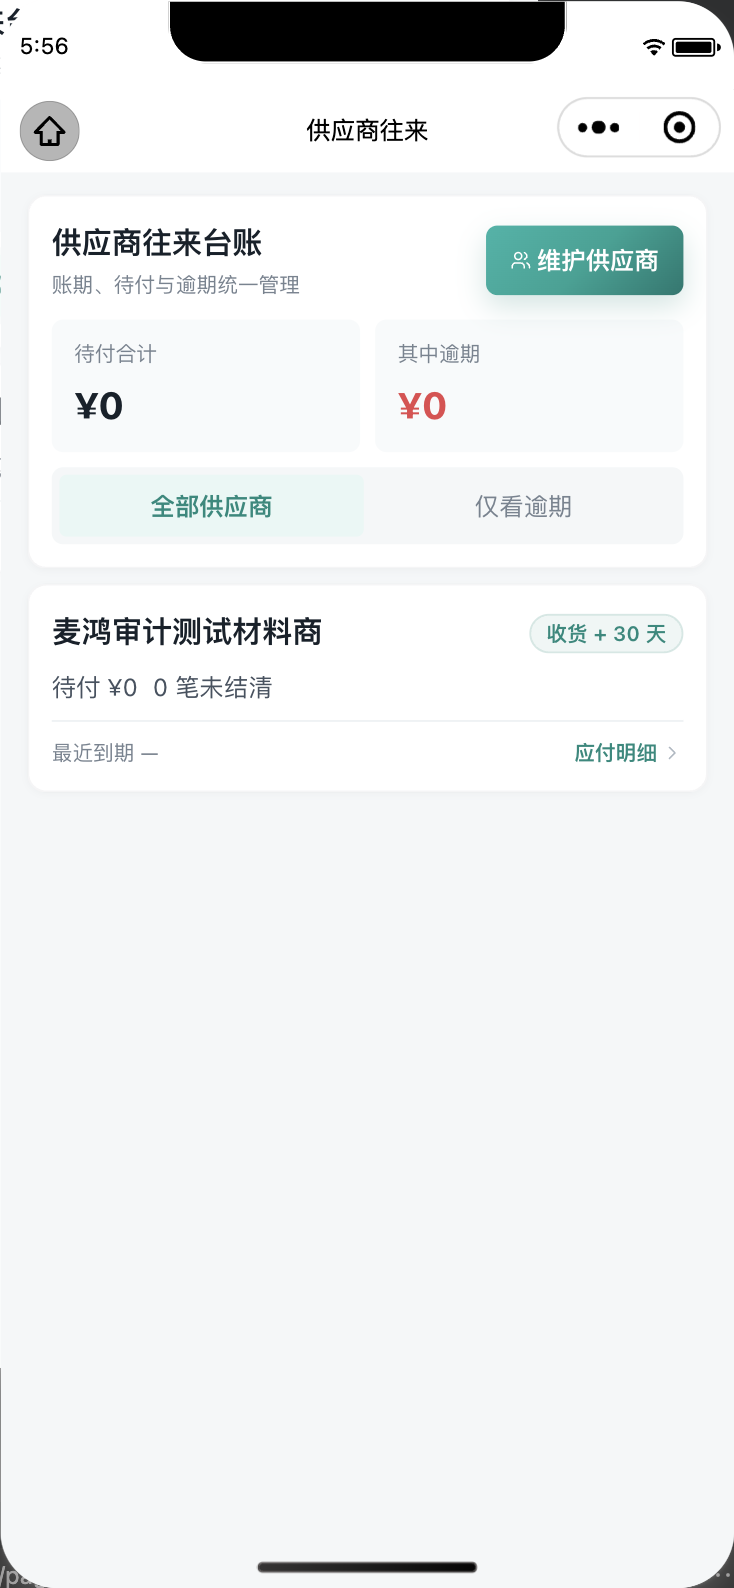 5:56
供应商往来
供应商往来台账
维护供应商
账期、待付与逾期统一管理
待付合计
其中逾期
¥0
¥0
全部供应商
仅看逾期
麦鸿审计测试材料商
收货 + 30 天
待付 ¥0 0 笔未结清
最近到期 —
应付明细